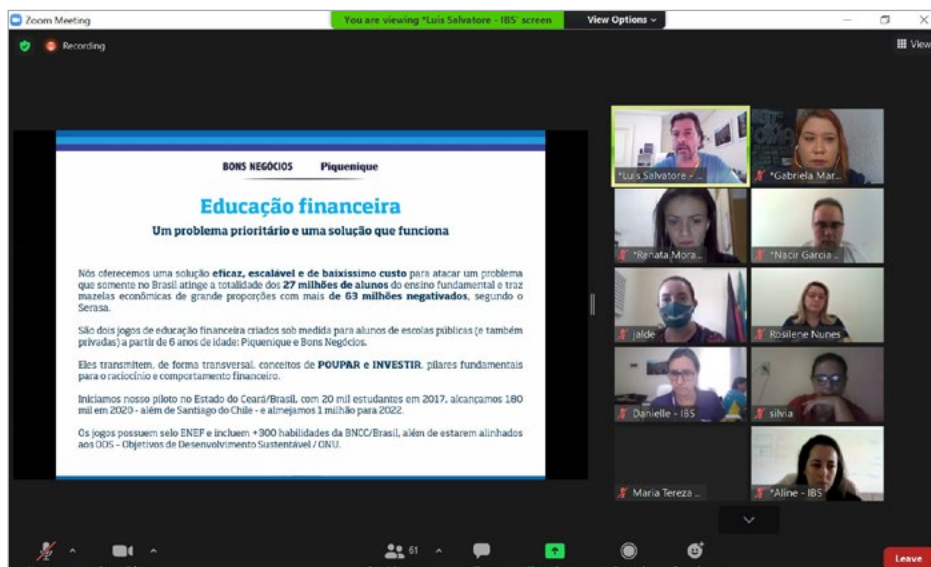 Zoom Meeting
You are viewing *Luis Salvatore - IBS' screen
View Options
Recording
View
BONS NEGÓCIOS Piquenique
Educação financeira
Um problema prioritário e uma solução que funciona
Nós oferecemos uma solução eficaz, escalável e de baixíssimo custo para atacar um problema
que somente no Brasil atinge a totalidade dos 27 milhões de alunos do ensino fundamental e traz
mazelas econômicas de grande proporções com mais de 63 milhões negativados, segundo o
Serasa.
São dois jogos de educação financeira criados sob medida para alunos de escolas públicas (e também
privadas) a partir de 6 anos de idade: Piquenique e Bons Negócios.
Eles transmitem, de forma transversal, conceitos de POUPAR e INVESTIR, pilares fundamentais
para o raciocínio e comportamento financeiro.
Iniciamos nosso piloto no Estado do Ceará/Brasil, com 20 mil estudantes em 2017, alcançamos 180
mil em 2020 - além de Santiago do Chile - e almejamos 1 milhão para 2022.
Os jogos possuem selo ENEF e incluem +300 habilidades da BNCC/Brasil, além de estarem alinhados
aos ODS - Objetivos de Desenvolvimento Sustentável / ONU.
*Luis Salvatore - ...
*Gabriela Mar...
*Renata Mora...
*Nacir Garcia ...
jalde
Rosilene Nunes
Danielle - IBS
silvia
Maria Tereza ...
*Aline - IBS
61
Leave